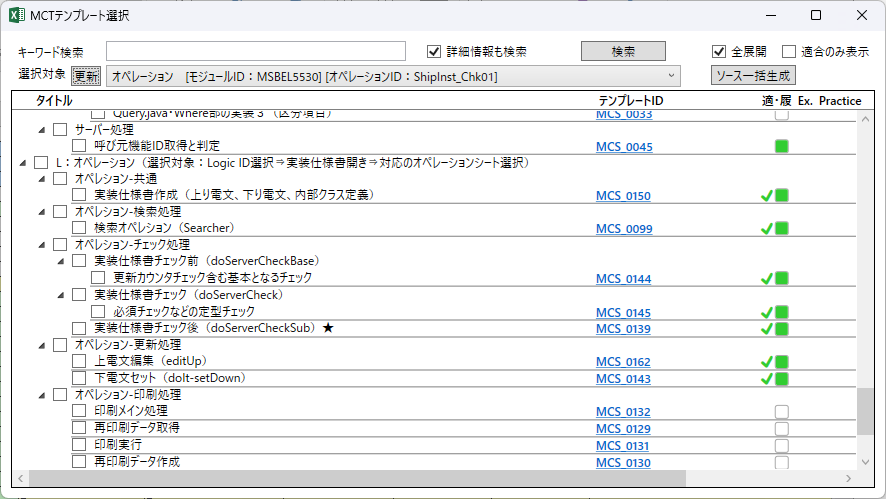 MCTテンプレート選択
キーワード検索 詳細情報も検索 検索 全展開 適合のみ表示
選択対象 更新 オペレーション [モジュールID：MSBEL5530] [オペレーションID：ShipInst_Chk01] ソース一括生成
タイトル テンプレートID 適・履 Ex. Practice
Query.java・Where部の実装３（区分項目） MCS_0033
サーバー処理
呼び元機能ID取得と判定 MCS_0045
L：オペレーション（選択対象：Logic ID選択⇒実装仕様書開き⇒対応のオペレーションシート選択）
オペレション-共通
実装仕様書作成（上り電文、下り電文、内部クラス定義） MCS_0150
オペレション-検索処理
検索オペレション（Searcher） MCS_0099
オペレション-チェック処理
実装仕様書チェック前（doServerCheckBase）
更新カウンタチェック含む基本となるチェック MCS_0144
実装仕様書チェック（doServerCheck）
必須チェックなどの定型チェック MCS_0145
実装仕様書チェック後（doServerCheckSub）★ MCS_0139
オペレション-更新処理
上電文編集（editUp） MCS_0162
下電文セット（doIt-setDown） MCS_0143
オペレション-印刷処理
印刷メイン処理 MCS_0132
再印刷データ取得 MCS_0129
印刷実行 MCS_0131
再印刷データ作成 MCS_0130